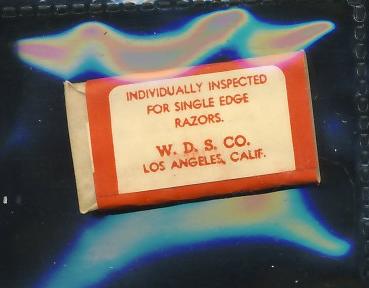 INDIVIDUALLY INSPECTED
FOR SINGLE EDGE
RAZORS.
W. D. S. CO.
LOS ANGELES, CALIF.